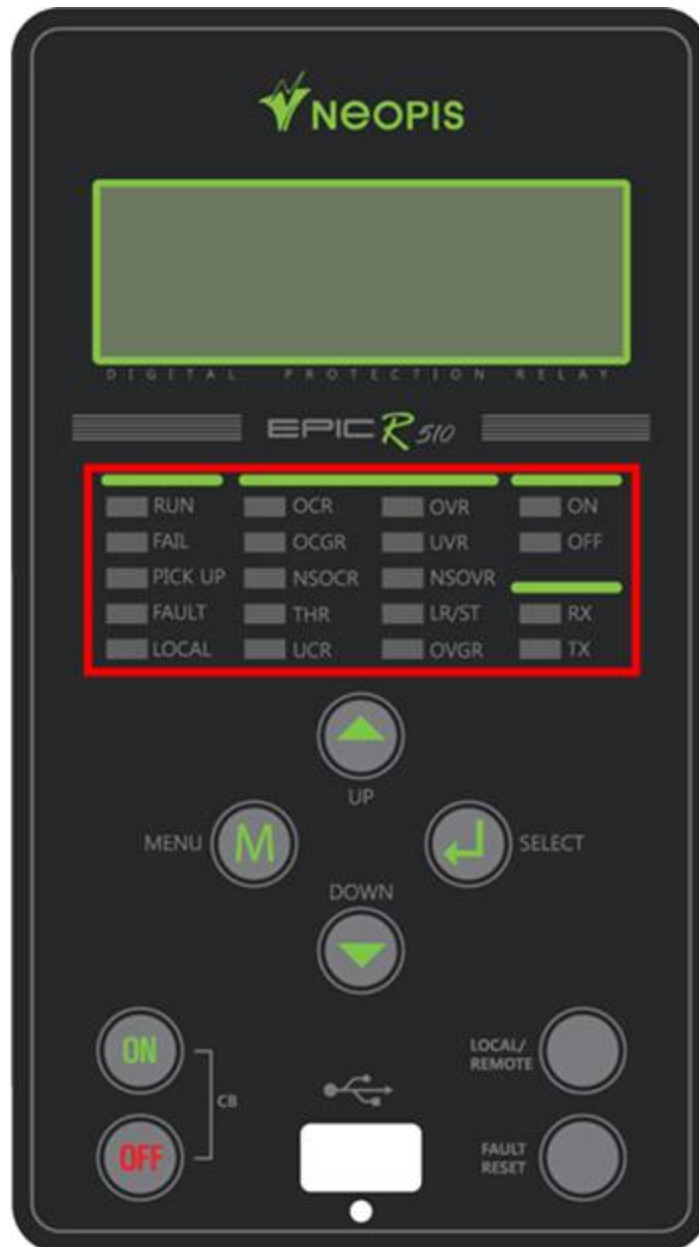 NEOPIS
DIGITAL PROTECTION RELAY
EPIC R 510
RUN OCR OVR ON
FAIL OCGR UVR OFF
PICK UP NSOCR NSOVR
FAULT THR LR/ST RX
LOCAL UCR OVGR TX
UP
MENU M SELECT
DOWN
ON
LOCAL/
REMOTE
CB
OFF
FAULT
RESET